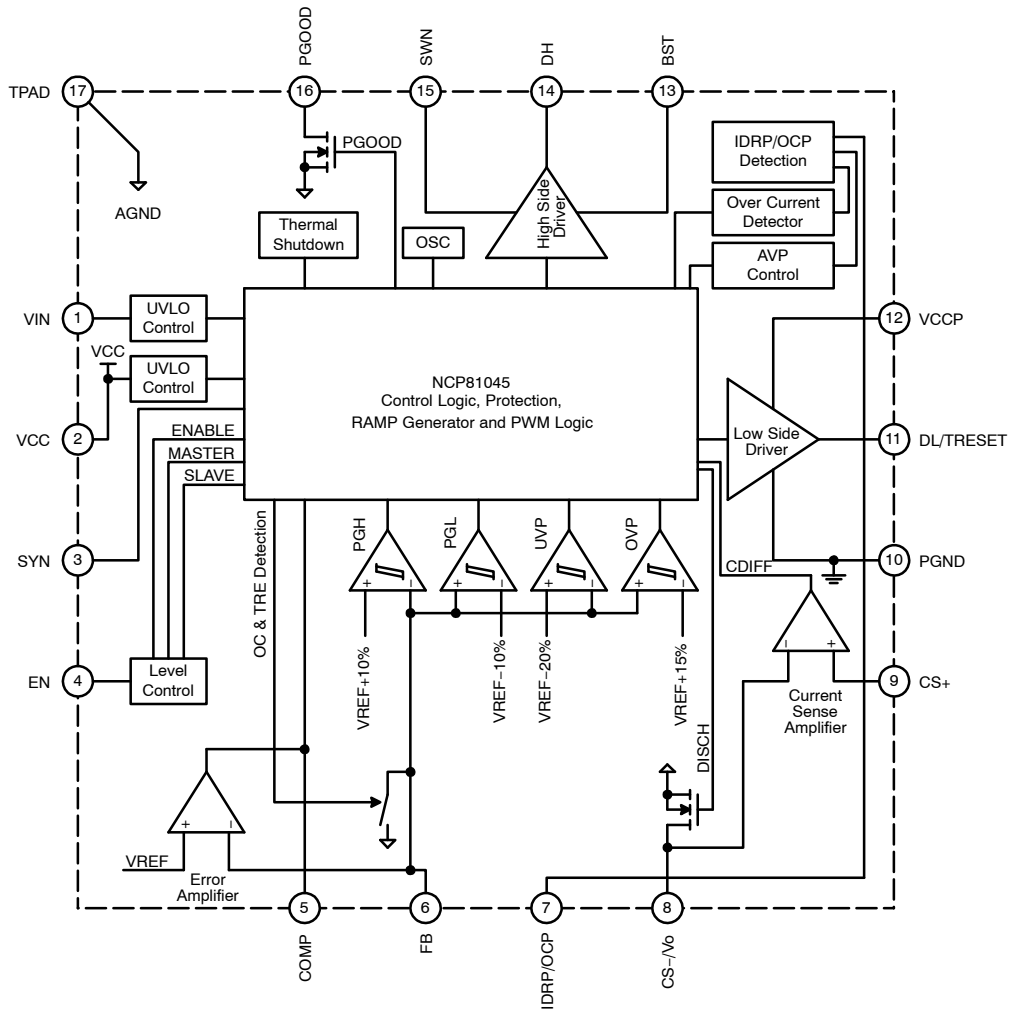 PGOOD
SWN
DH
BST
TPAD
17
16
15
14
13
PGOOD
AGND
High Side
Driver
IDRP/OCP
Detection
Over Current
Detector
AVP
Control
Thermal
Shutdown
OSC
VIN
1
UVLO
Control
12
VCCP
VCC
UVLO
Control
NCP81045
Control Logic, Protection,
RAMP Generator and PWM Logic
VCC
2
ENABLE
MASTER
SLAVE
Low Side
Driver
11
DL/TRESET
OC & TRE Detection
PGH
PGL
UVP
OVP
SYN
3
CDIFF
10
PGND
+
−
+
−
+
−
+
−
VREF+10%
VREF−10%
VREF−20%
VREF+15%
−
+
EN
4
Level
Control
9
CS+
Current
Sense
Amplifier
DISCH
+
−
VREF
Error
Amplifier
5
6
7
8
COMP
FB
IDRP/OCP
CS−/Vo